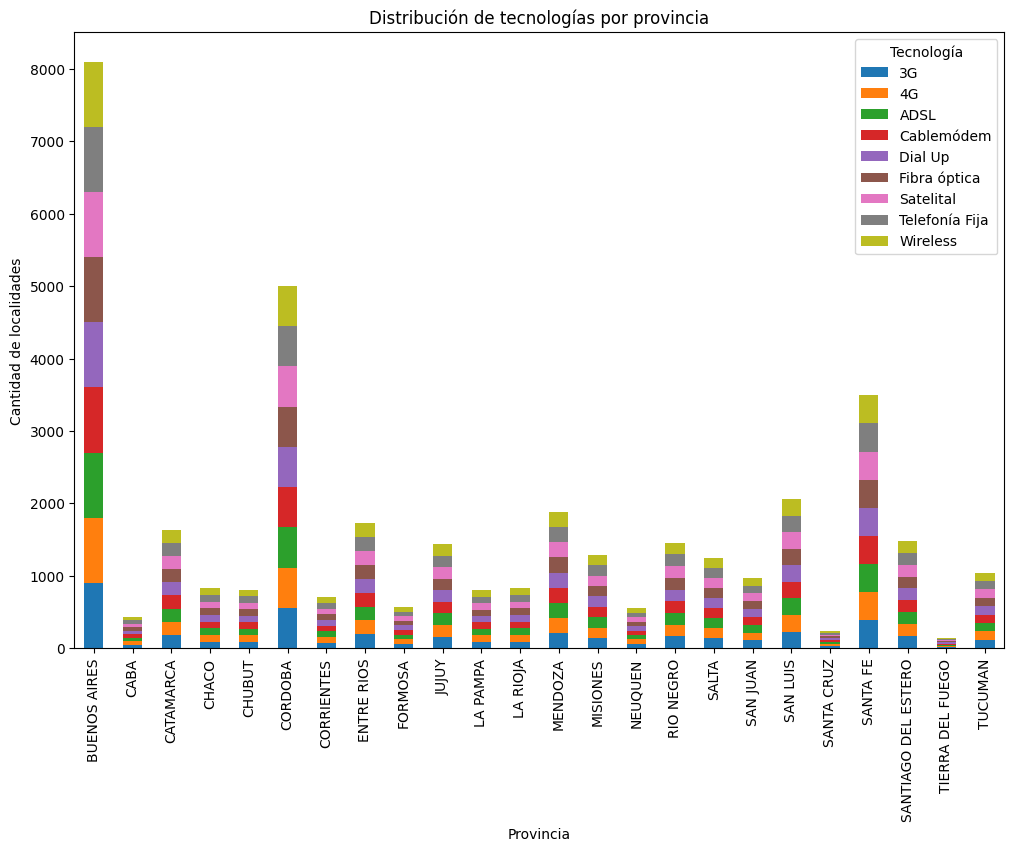 Distribución de tecnologías por provincia
Tecnología
3G
4G
ADSL
Cablemódem
Dial Up
Fibra óptica
Satelital
Telefonía Fija
Wireless
Cantidad de localidades
8000
7000
6000
5000
4000
3000
2000
1000
0
BUENOS AIRES
CABA
CATAMARCA
CHACO
CHUBUT
CORDOBA
CORRIENTES
ENTRE RIOS
FORMOSA
JUJUY
LA PAMPA
LA RIOJA
MENDOZA
MISIONES
NEUQUEN
RIO NEGRO
SALTA
SAN JUAN
SAN LUIS
SANTA CRUZ
SANTA FE
SANTIAGO DEL ESTERO
TIERRA DEL FUEGO
TUCUMAN
Provincia